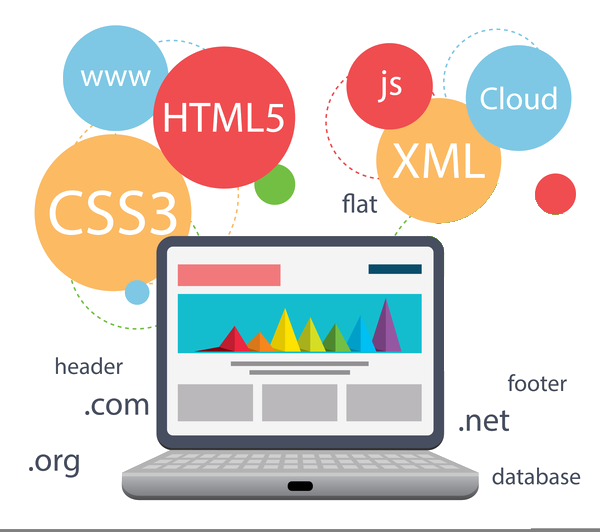 www
HTML5
CSS3
js
Cloud
XML
flat
header
.com
.org
footer
.net
database